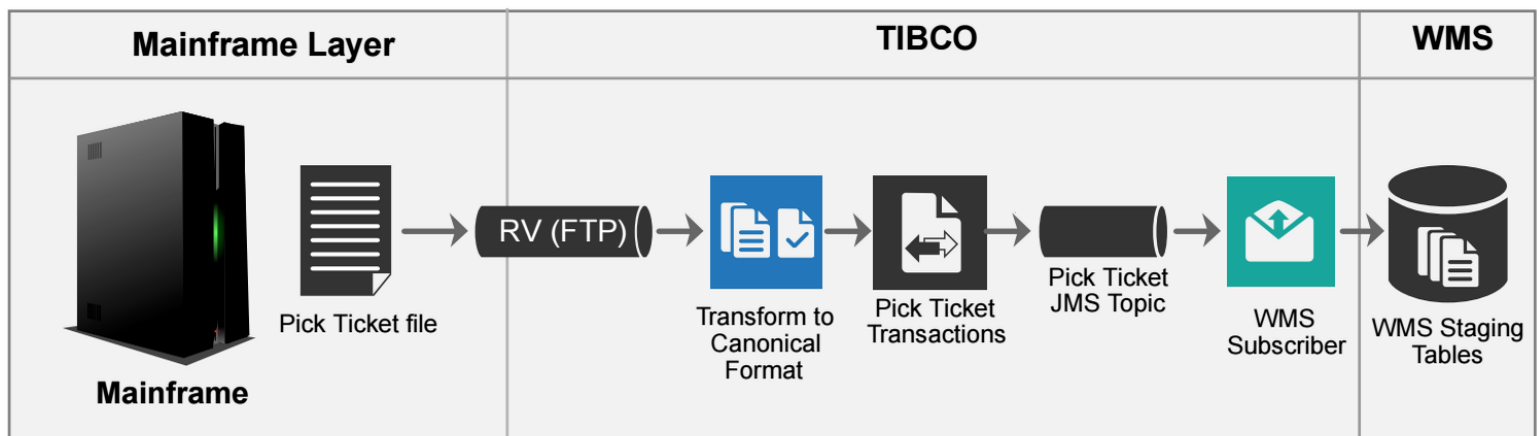 Mainframe Layer
TIBCO
WMS
RV (FTP)
Pick Ticket file
Mainframe
Transform to
Canonical
Format
Pick Ticket
Transactions
Pick Ticket
JMS Topic
WMS
Subscriber
WMS Staging
Tables